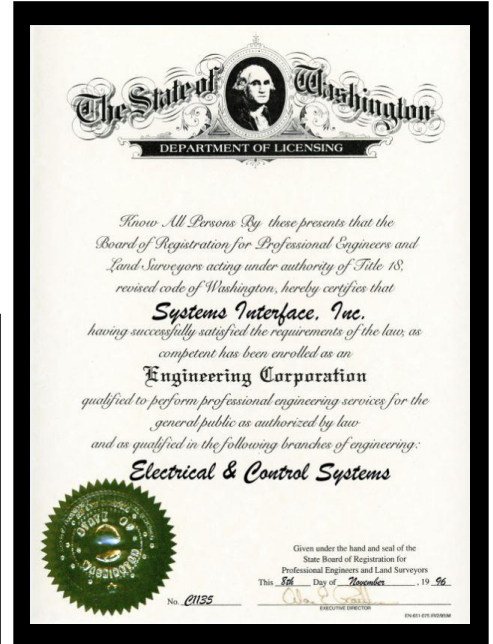 The State of Washington
DEPARTMENT OF LICENSING
Know All Persons By these presents that the
Board of Registration for Professional Engineers and
Land Surveyors acting under authority of Title 18,
revised code of Washington, hereby certifies that
Systems Interface, Inc.
having successfully satisfied the requirements of the law, as
competent has been enrolled as an
Engineering Corporation
qualified to perform professional engineering services for the
general public as authorized by law
and as qualified in the following branches of engineering:
Electrical & Control Systems
Given under the hand and seal of the
State Board of Registration for
Professional Engineers and Land Surveyors
This 8th Day of November, 19 96
No. C1135
EXECUTIVE DIRECTOR